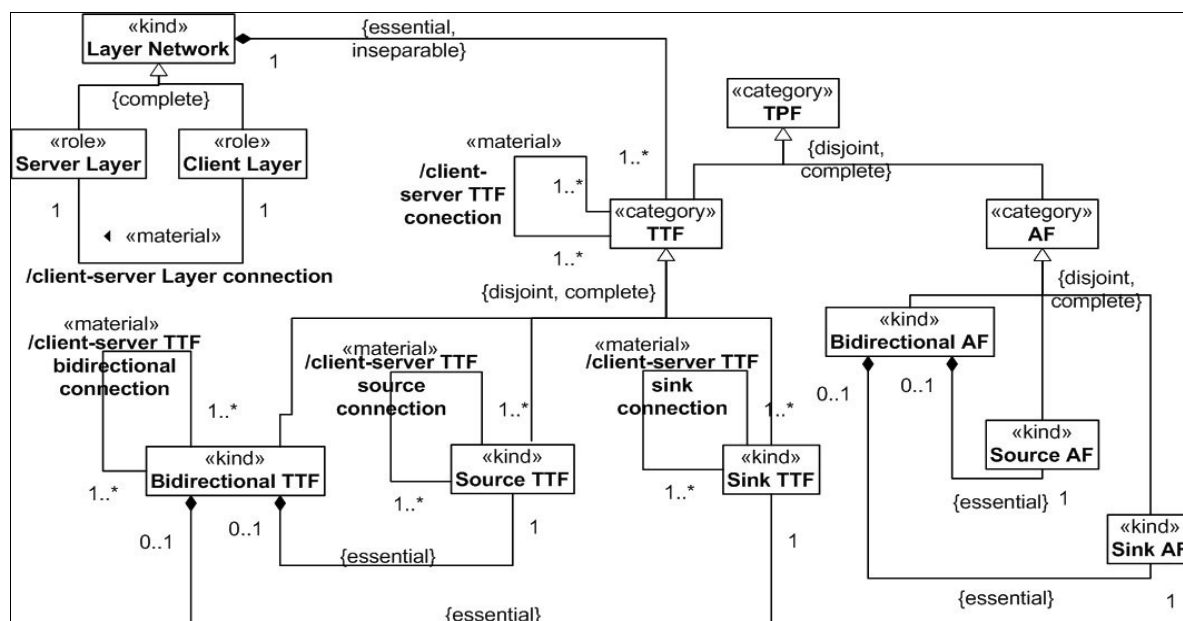 «kind»
Layer Network
{essential,
inseparable}
1
{complete}
«role»
Server Layer
«role»
Client Layer
1
1
«material»
/client-server Layer connection
«category»
TPF
{disjoint,
complete}
«material»
/client-
server TTF
conection
1..*
1..*
1..*
«category»
TTF
«category»
AF
{disjoint, complete}
{disjoint,
complete}
«material»
/client-server TTF
bidirectional
connection
1..*
1..*
«material»
/client-server TTF
source
connection
1..*
1..*
«material»
/client-server TTF
sink
connection
1..*
1..*
«kind»
Bidirectional AF
0..1
0..1
«kind»
Source AF
{essential}
1
«kind»
Bidirectional TTF
«kind»
Source TTF
«kind»
Sink TTF
0..1
0..1
1
1
{essential}
{essential}
«kind»
Sink AF
{essential}
1